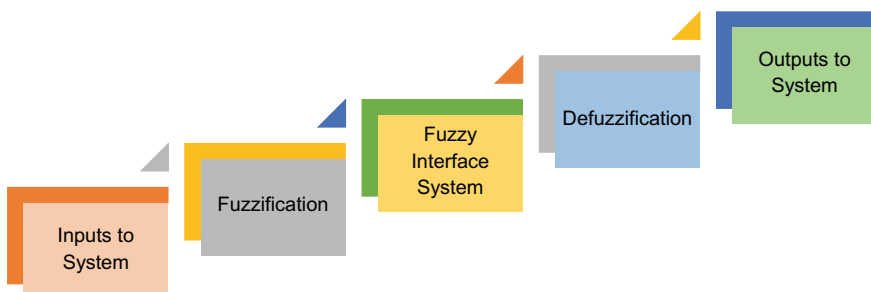 Inputs to
System
Fuzzification
Fuzzy
Interface
System
Defuzzification
Outputs to
System